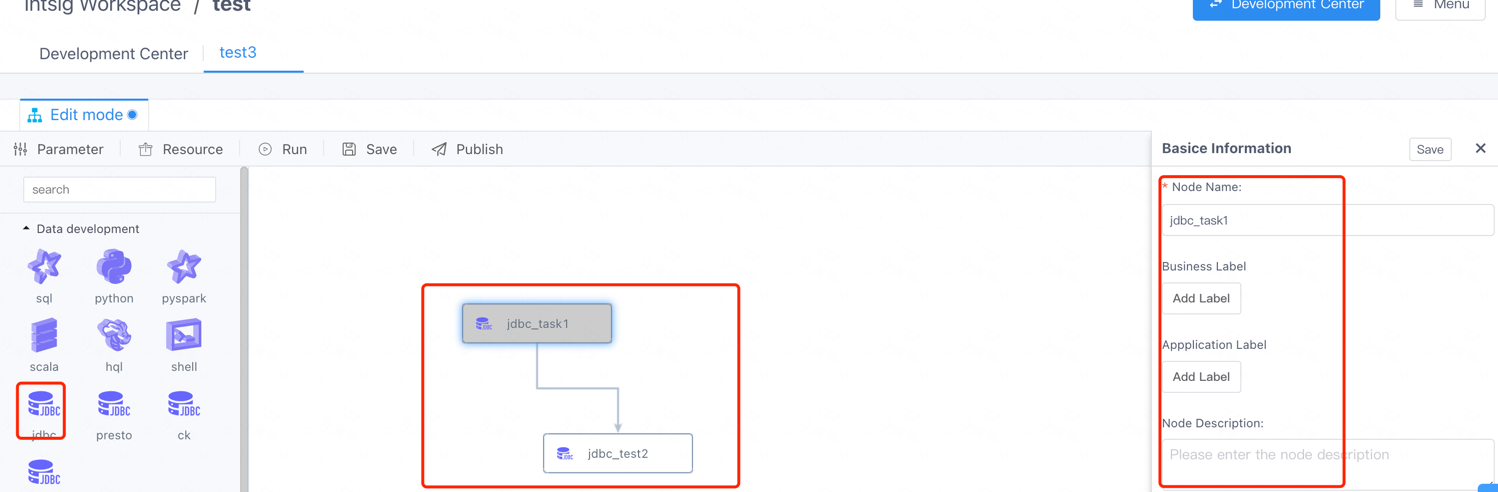 Intsig Workspace / test
Development Center
Menu
Development Center
test3
Edit mode
Parameter
Resource
Run
Save
Publish
search
Data development
sql
python
pyspark
scala
hql
shell
JDBC
JDBC
JDBC
jdbc
presto
ck
JDBC
jdbc_task1
jdbc_test2
Basice Information
Save
* Node Name:
jdbc_task1
Business Label
Add Label
Appplication Label
Add Label
Node Description:
Please enter the node description